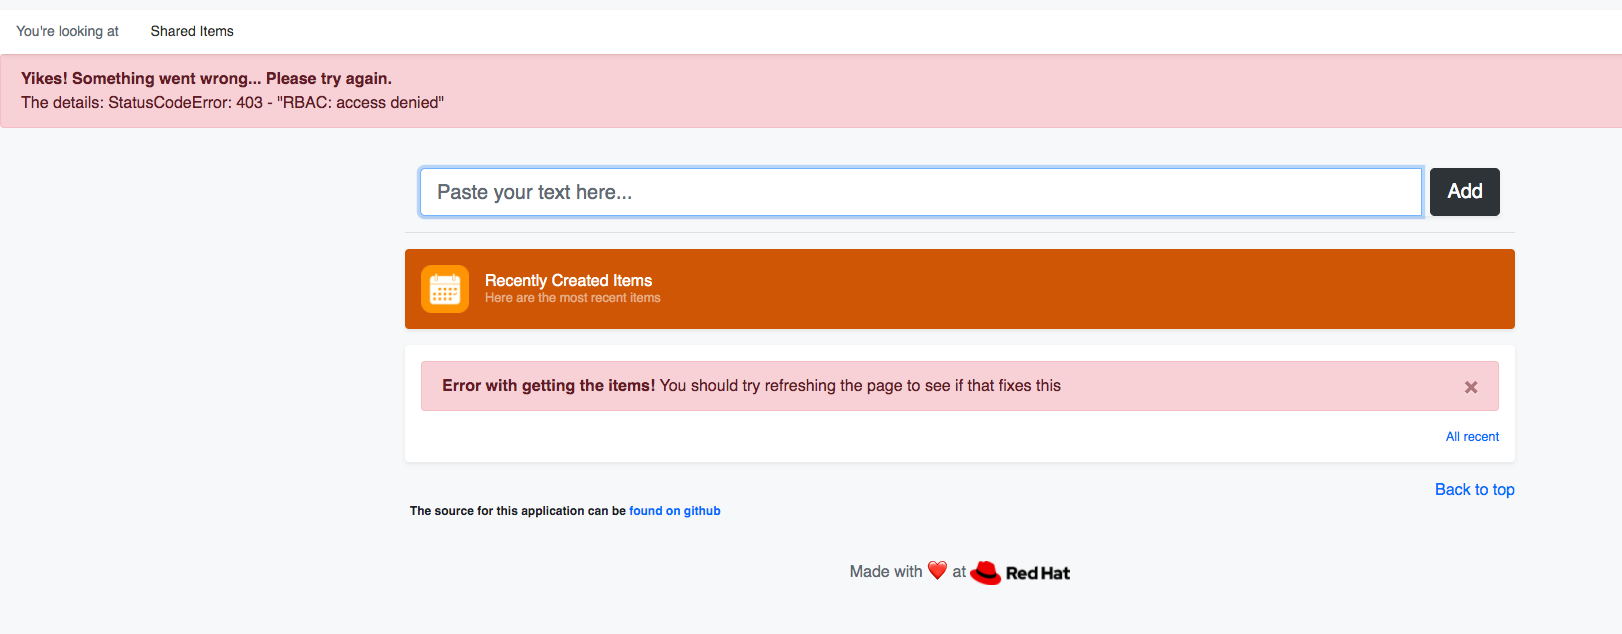 You're looking at Shared Items
Yikes! Something went wrong... Please try again.
The details: StatusCodeError: 403 - "RBAC: access denied"
Paste your text here... Add
Recently Created Items
Here are the most recent items
Error with getting the items! You should try refreshing the page to see if that fixes this ×
All recent
Back to top
The source for this application can be found on github
Made with ❤️ at Red Hat